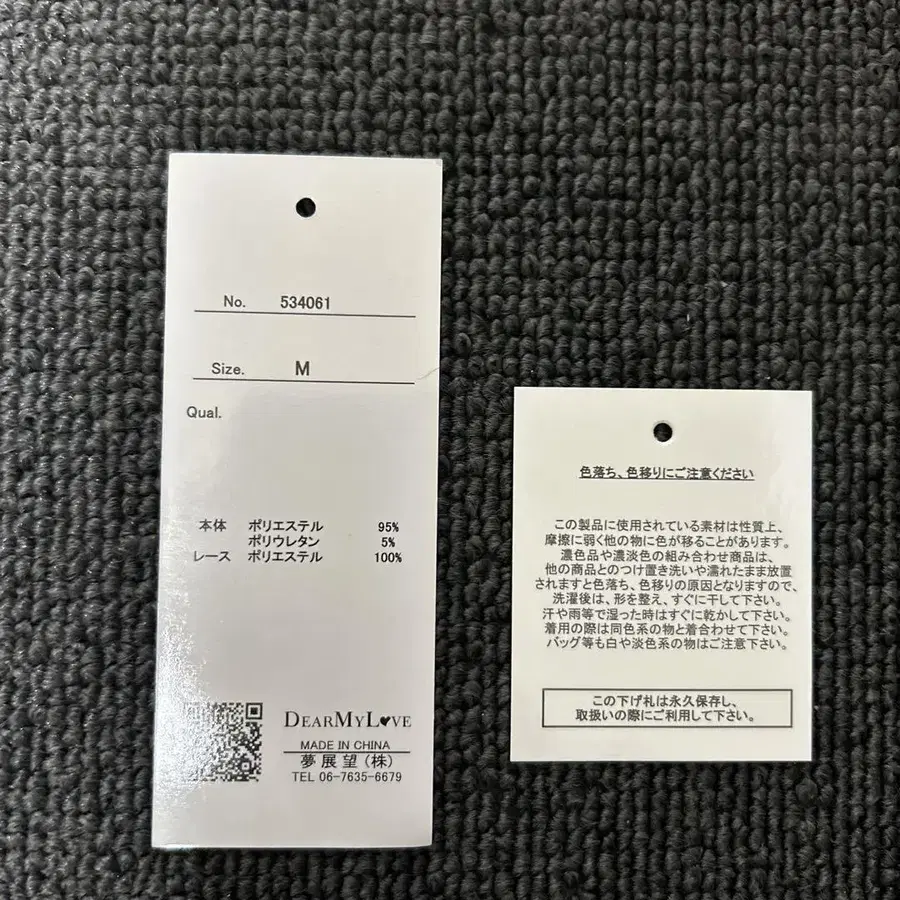 No. 534061
Size. M
Qual.
本体 ポリエステル 95%
ポリウレタン 5%
レース ポリエステル 100%
DEARMYL♥VE
MADE IN CHINA
夢展望(株)
TEL 06-7635-6679
色落ち、色移りにご注意ください
この製品に使用されている素材は性質上、
摩擦に弱く他の物に色が移ることがあります。
濃色品や濃淡色の組み合わせ商品は、
他の商品とのつけ置き洗いや濡れたまま放置
されますと色落ち、色移りの原因となりますので、
洗濯後は、形を整え、すぐに干して下さい。
汗や雨等で湿った時はすぐに乾かして下さい。
着用の際は同色系の物と着合わせて下さい。
バッグ等も白や淡色系の物はご注意下さい。
この下げ札は永久保存し、
取扱いの際にご利用して下さい。